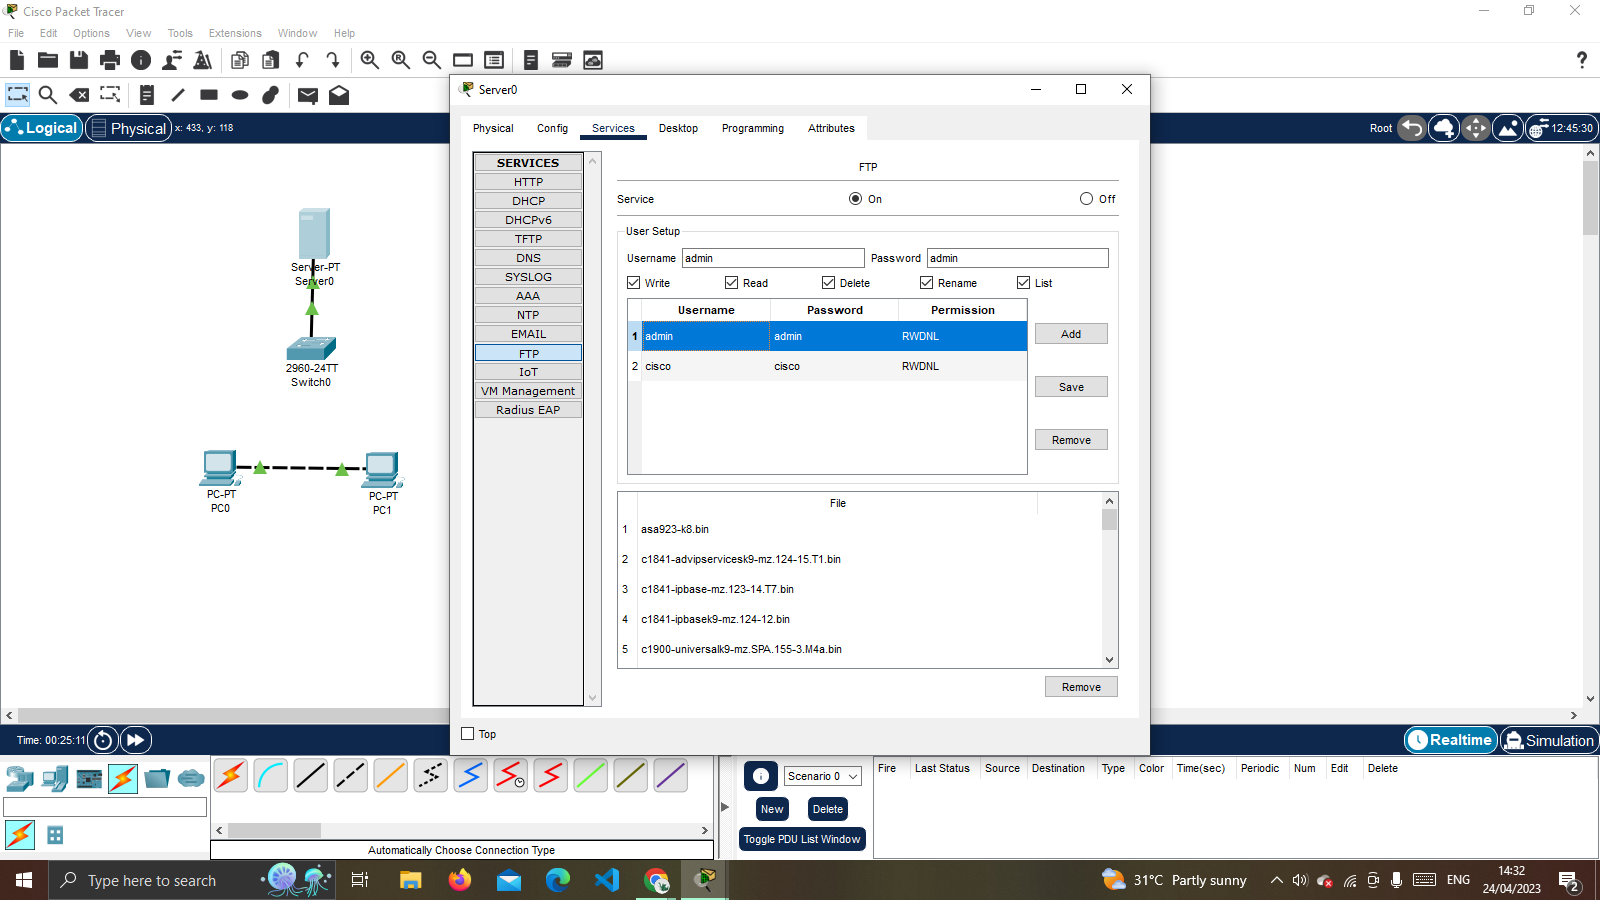 Cisco Packet Tracer
File Edit Options View Tools Extensions Window Help
?
Logical Physical x: 433, y: 118 Root 12:45:30
Server-PT
Server0
2960-24TT
Switch0
PC-PT
PC0
PC-PT
PC1
Server0
Physical Config Services Desktop Programming Attributes
SERVICES
HTTP
DHCP
DHCPv6
TFTP
DNS
SYSLOG
AAA
NTP
EMAIL
FTP
IoT
VM Management
Radius EAP
FTP
Service On Off
User Setup
Username admin Password admin
Write Read Delete Rename List
Username Password Permission
1 admin admin RWDNL
2 cisco cisco RWDNL
Add
Save
Remove
File
1 asa923-k8.bin
2 c1841-advipservicesk9-mz.124-15.T1.bin
3 c1841-ipbase-mz.123-14.T7.bin
4 c1841-ipbasek9-mz.124-12.bin
5 c1900-universalk9-mz.SPA.155-3.M4a.bin
Remove
Top
Time: 00:25:11 Realtime Simulation
Automatically Choose Connection Type
Scenario 0
New Delete
Toggle PDU List Window
Fire Last Status Source Destination Type Color Time(sec) Periodic Num Edit Delete
Type here to search
31°C Partly sunny
ENG
14:32
24/04/2023
2